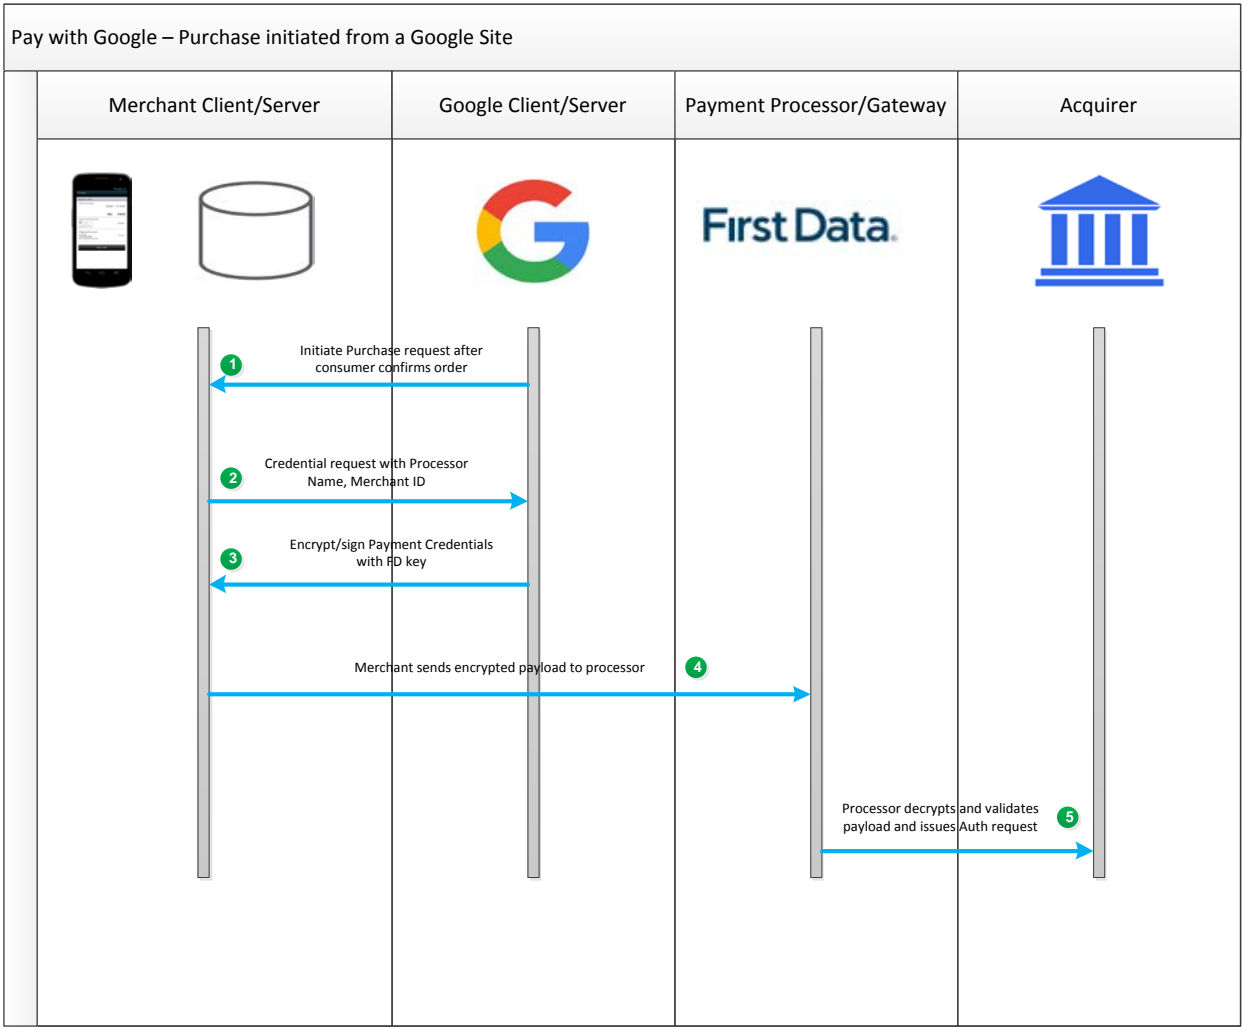 Pay with Google – Purchase initiated from a Google Site
Merchant Client/Server
Google Client/Server
Payment Processor/Gateway
Acquirer
First Data.
1
Initiate Purchase request after
consumer confirms order
2
Credential request with Processor
Name, Merchant ID
3
Encrypt/sign Payment Credentials
with FD key
Merchant sends encrypted payload to processor
4
Processor decrypts and validates
payload and issues Auth request
5